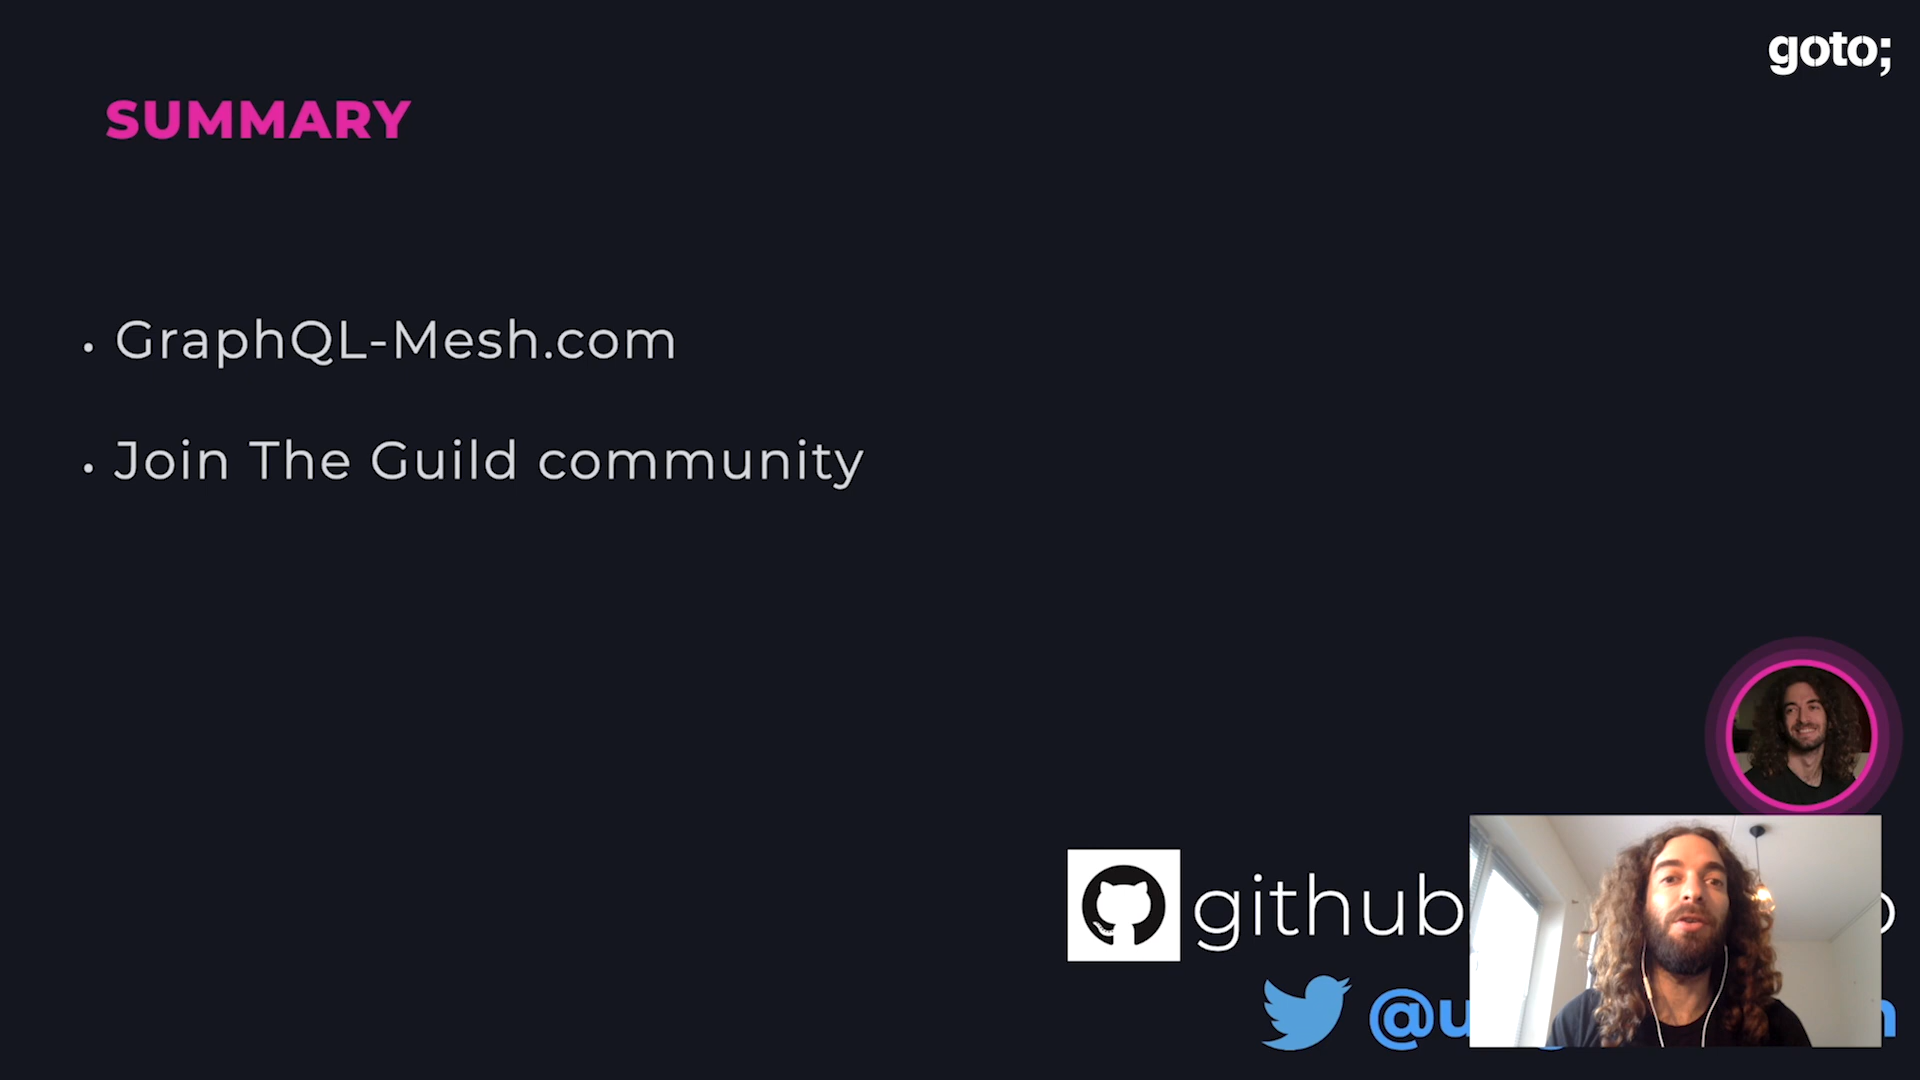 goto;
SUMMARY
• GraphQL-Mesh.com
• Join The Guild community
github